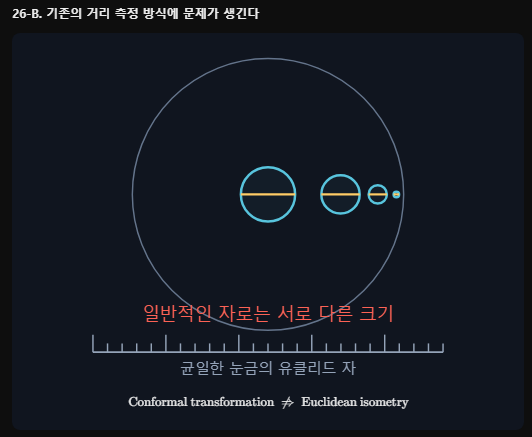 26-B. 기존의 거리 측정 방식에 문제가 생긴다
일반적인 자로는 서로 다른 크기
균일한 눈금의 유클리드 자
Conformal transformation ⇏ Euclidean isometry